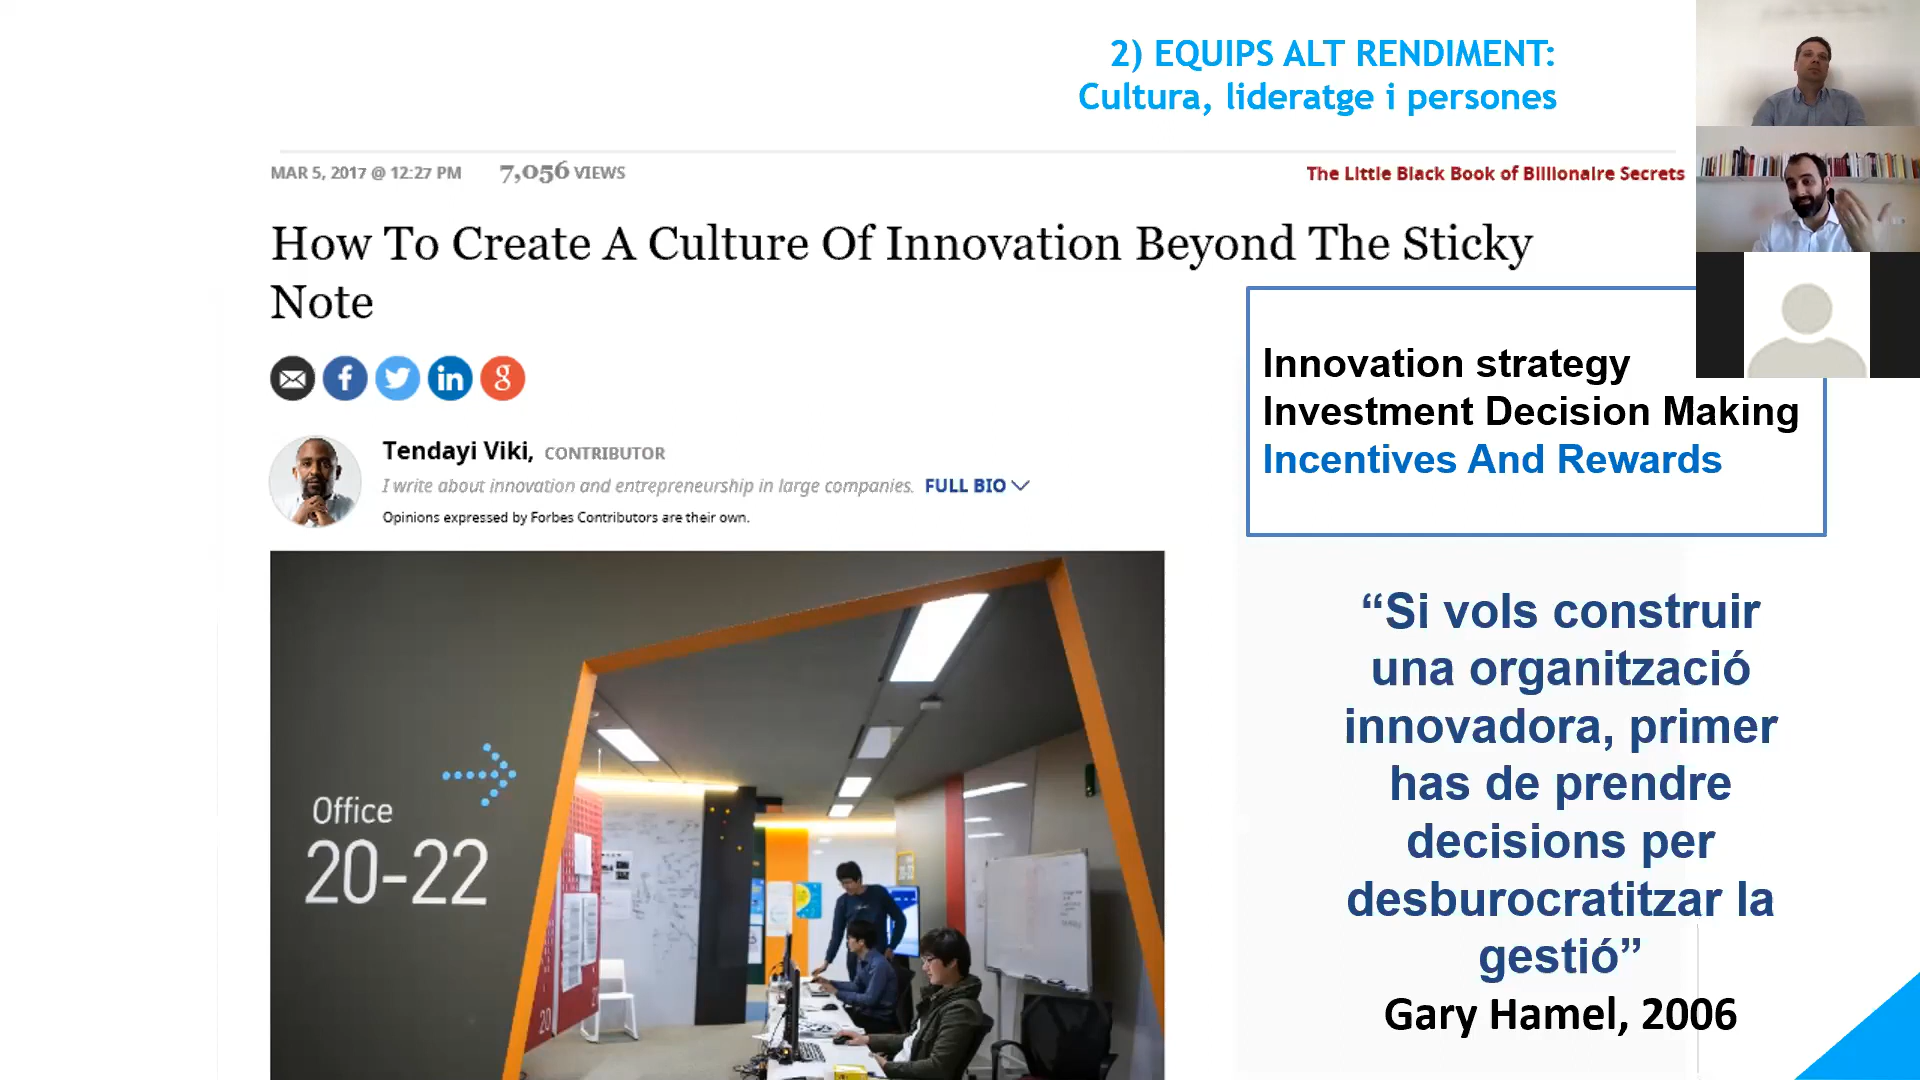 2) EQUIPS ALT RENDIMENT:
Cultura, lideratge i persones
MAR 5, 2017 @ 12:27 PM 7,056 VIEWS
The Little Black Book of Billionaire Secrets
How To Create A Culture Of Innovation Beyond The Sticky
Note
Tendayi Viki, CONTRIBUTOR
I write about innovation and entrepreneurship in large companies. FULL BIO
Opinions expressed by Forbes Contributors are their own.
Innovation strategy
Investment Decision Making
Incentives And Rewards
Office
20-22
“Si vols construir
una organització
innovadora, primer
has de prendre
decisions per
desburocratitzar la
gestió”
Gary Hamel, 2006